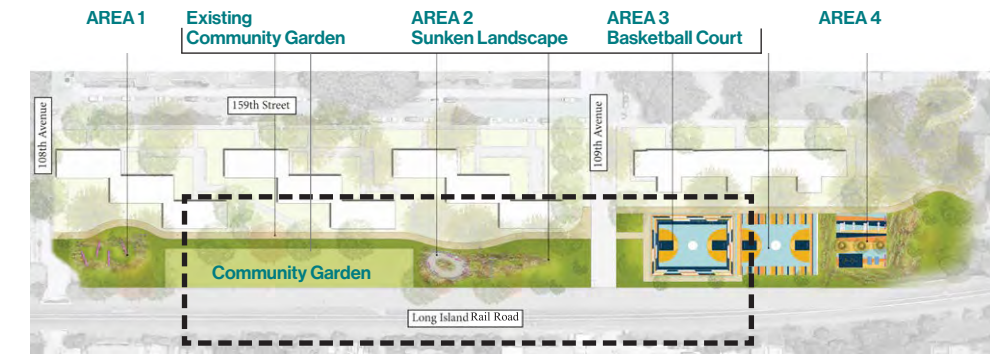 AREA 1
Existing
Community Garden
AREA 2
Sunken Landscape
AREA 3
Basketball Court
AREA 4
108th Avenue
159th Street
109th Avenue
Community Garden
Long Island Rail Road